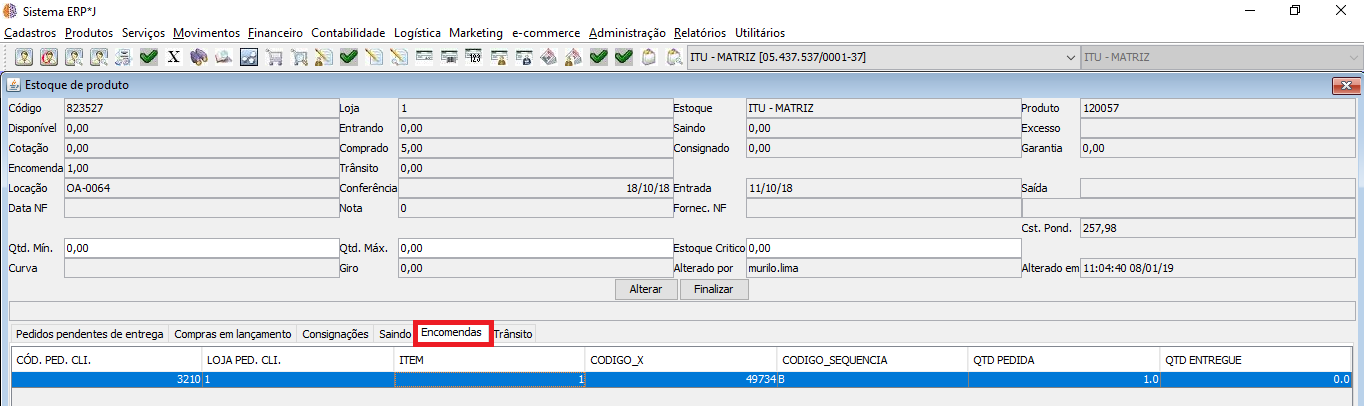 Sistema ERP*J
Cadastros Produtos Serviços Movimentos Financeiro Contabilidade Logística Marketing e-commerce Administração Relatórios Utilitários
X 123 ITU - MATRIZ [05.437.537/0001-37] ITU - MATRIZ
Estoque de produto
Código 823527 Loja 1 Estoque ITU - MATRIZ Produto 120057
Disponível 0,00 Entrando 0,00 Saindo 0,00 Excesso
Cotação 0,00 Comprado 5,00 Consignado 0,00 Garantia 0,00
Encomenda 1,00 Trânsito 0,00
Locação OA-0064 Conferência 18/10/18 Entrada 11/10/18 Saída
Data NF Nota 0 Fornec. NF
Cst. Pond. 257,98
Qtd. Mín. 0,00 Qtd. Máx. 0,00 Estoque Critico 0,00
Curva Giro 0,00 Alterado por murilo.lima Alterado em 11:04:40 08/01/19
Alterar Finalizar
Pedidos pendentes de entrega Compras em lançamento Consignações Saindo Encomendas Trânsito
CÓD. PED. CLI. LOJA PED. CLI. ITEM CODIGO_X CODIGO_SEQUENCIA QTD PEDIDA QTD ENTREGUE
3210 1 1 49734 B 1.0 0.0